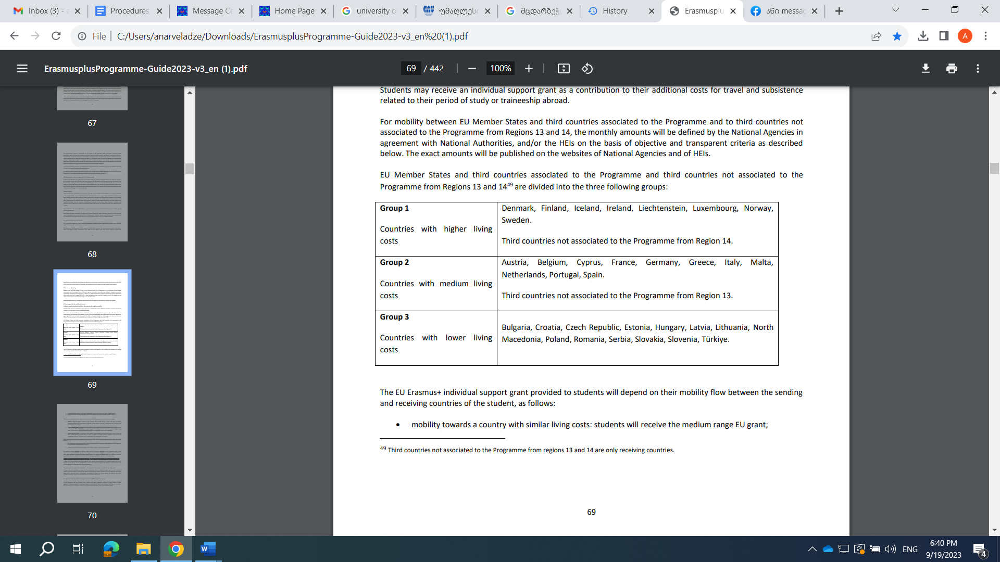 Inbox (3) - a
Procedures
Message Ce
Home Page
university o
უმაღლესი
მცდარბეჭ
History
Erasmusplu
ანი messag
File
C:/Users/anarveladze/Downloads/ErasmusplusProgramme-Guide2023-v3_en%20(1).pdf
A
ErasmusplusProgramme-Guide2023-v3_en (1).pdf
69 / 442
100%
67
68
69
70
Students may receive an individual support grant as a contribution to their additional costs for travel and subsistence
related to their period of study or traineeship abroad.
For mobility between EU Member States and third countries associated to the Programme and to third countries not
associated to the Programme from Regions 13 and 14, the monthly amounts will be defined by the National Agencies in
agreement with National Authorities, and/or the HEIs on the basis of objective and transparent criteria as described
below. The exact amounts will be published on the websites of National Agencies and of HEIs.
EU Member States and third countries associated to the Programme and third countries not associated to the
Programme from Regions 13 and 14⁴⁹ are divided into the three following groups:
Group 1
Countries with higher living
costs
Denmark, Finland, Iceland, Ireland, Liechtenstein, Luxembourg, Norway,
Sweden.
Third countries not associated to the Programme from Region 14.
Group 2
Countries with medium living
costs
Austria, Belgium, Cyprus, France, Germany, Greece, Italy, Malta,
Netherlands, Portugal, Spain.
Third countries not associated to the Programme from Region 13.
Group 3
Countries with lower living
costs
Bulgaria, Croatia, Czech Republic, Estonia, Hungary, Latvia, Lithuania, North
Macedonia, Poland, Romania, Serbia, Slovakia, Slovenia, Türkiye.
The EU Erasmus+ individual support grant provided to students will depend on their mobility flow between the sending
and receiving countries of the student, as follows:
• mobility towards a country with similar living costs: students will receive the medium range EU grant;
⁴⁹ Third countries not associated to the Programme from regions 13 and 14 are only receiving countries.
69
ENG
6:40 PM
9/19/2023
4